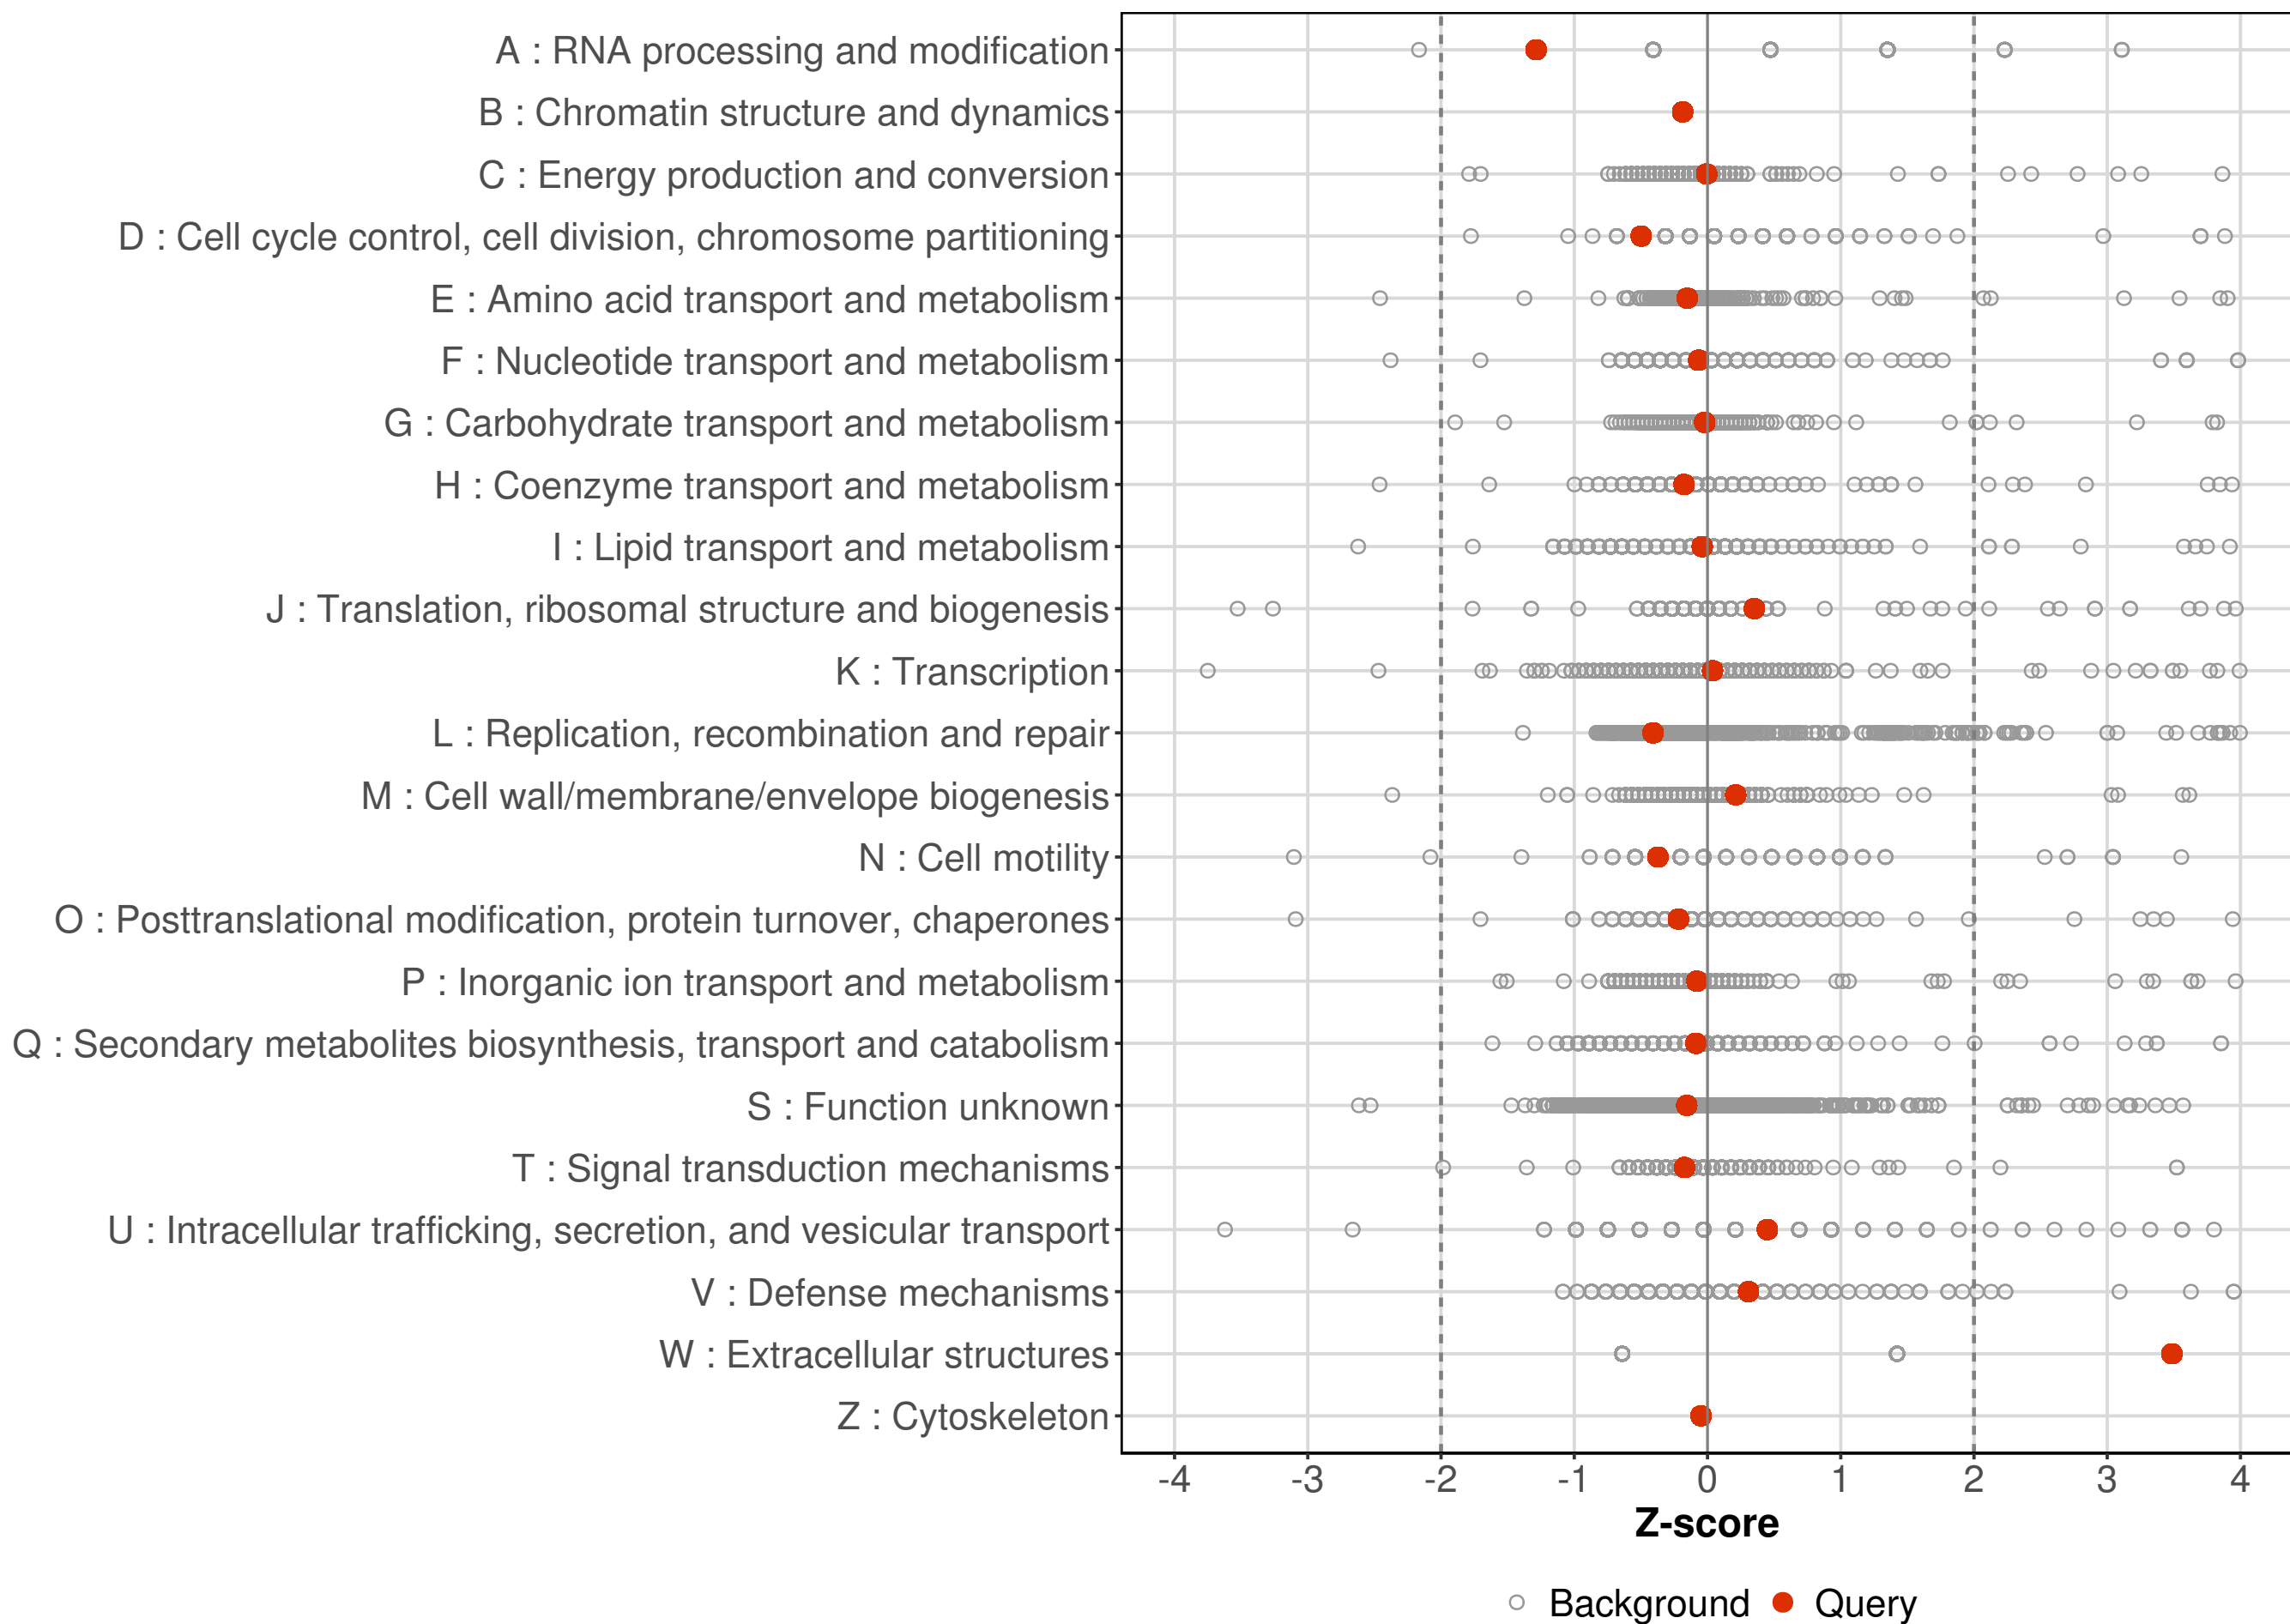 A : RNA processing and modification
B : Chromatin structure and dynamics
C : Energy production and conversion
D : Cell cycle control, cell division, chromosome partitioning
E : Amino acid transport and metabolism
F : Nucleotide transport and metabolism
G : Carbohydrate transport and metabolism
H : Coenzyme transport and metabolism
I : Lipid transport and metabolism
J : Translation, ribosomal structure and biogenesis
K : Transcription
L : Replication, recombination and repair
M : Cell wall/membrane/envelope biogenesis
N : Cell motility
O : Posttranslational modification, protein turnover, chaperones
P : Inorganic ion transport and metabolism
Q : Secondary metabolites biosynthesis, transport and catabolism
S : Function unknown
T : Signal transduction mechanisms
U : Intracellular trafficking, secretion, and vesicular transport
V : Defense mechanisms
W : Extracellular structures
Z : Cytoskeleton
-4 -3 -2 -1 0 1 2 3 4
Z-score
Background Query